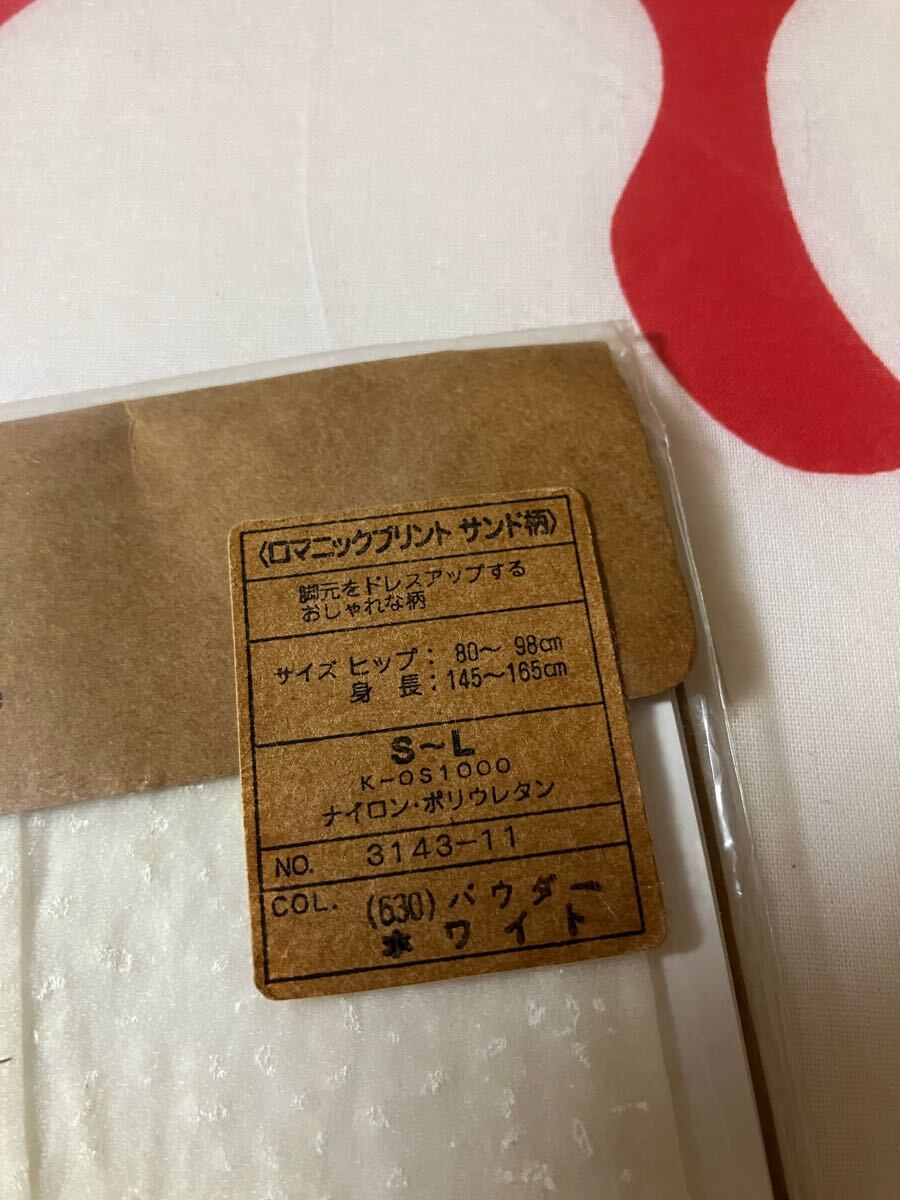 〈ロマニックプリント サンド柄〉
脚元をドレスアップする
おしゃれな柄
サイズ ヒップ: 80〜 98cm
身 長:145〜165cm
S〜L
K-OS1000
ナイロン・ポリウレタン
NO. 3143-11
COL. (630) パウダー
ホワイト
e